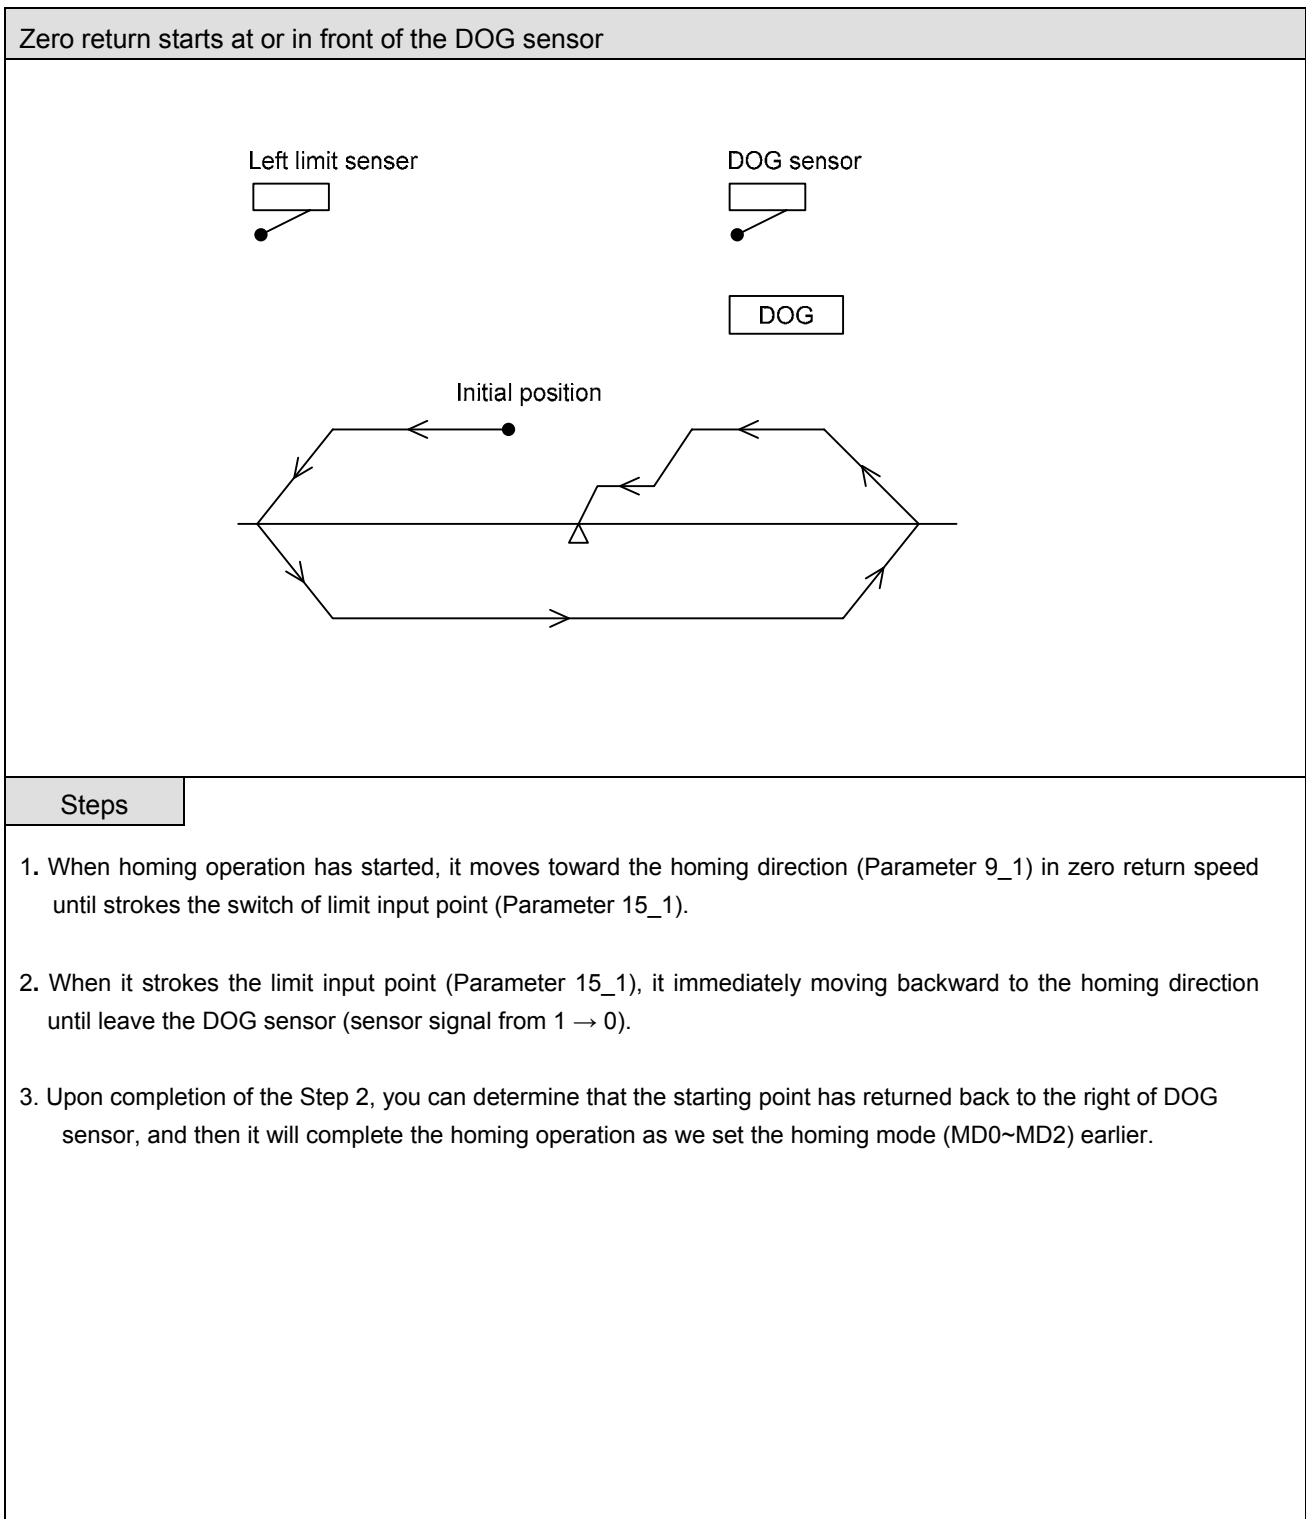 Zero return starts at or in front of the DOG sensor
Left limit senser
DOG sensor
DOG
Initial position
Steps
1. When homing operation has started, it moves toward the homing direction (Parameter 9_1) in zero return speed
until strokes the switch of limit input point (Parameter 15_1).
2. When it strokes the limit input point (Parameter 15_1), it immediately moving backward to the homing direction
until leave the DOG sensor (sensor signal from 1 → 0).
3. Upon completion of the Step 2, you can determine that the starting point has returned back to the right of DOG
sensor, and then it will complete the homing operation as we set the homing mode (MD0~MD2) earlier.